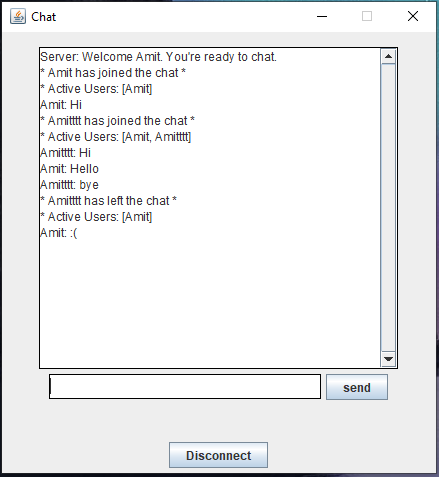 Chat
Server: Welcome Amit. You're ready to chat.
* Amit has joined the chat *
* Active Users: [Amit]
Amit: Hi
* Amitttt has joined the chat *
* Active Users: [Amit, Amitttt]
Amitttt: Hi
Amit: Hello
Amitttt: bye
* Amitttt has left the chat *
* Active Users: [Amit]
Amit: :(
send
Disconnect